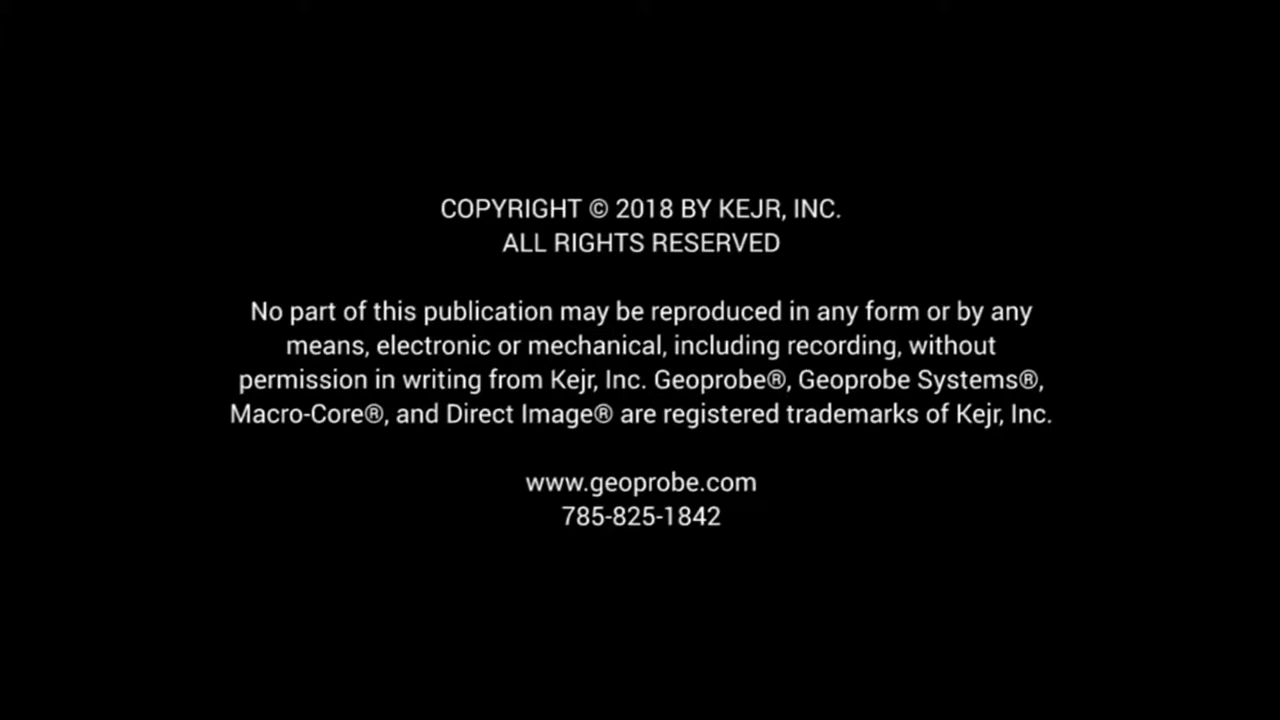 COPYRIGHT © 2018 BY KEJR, INC.
ALL RIGHTS RESERVED
No part of this publication may be reproduced in any form or by any
means, electronic or mechanical, including recording, without
permission in writing from Kejr, Inc. Geoprobe®, Geoprobe Systems®,
Macro-Core®, and Direct Image® are registered trademarks of Kejr, Inc.
www.geoprobe.com
785-825-1842